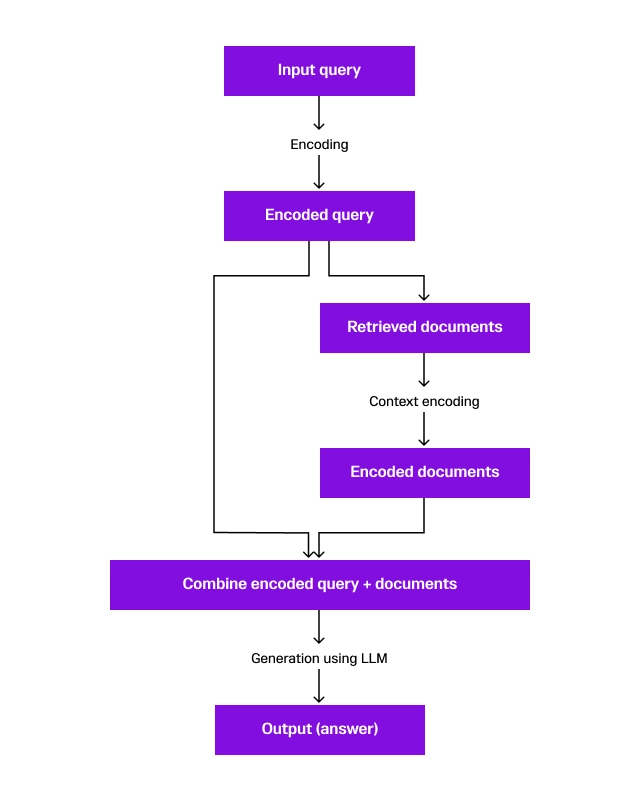 Input query
Encoding
Encoded query
Retrieved documents
Context encoding
Encoded documents
Combine encoded query + documents
Generation using LLM
Output (answer)